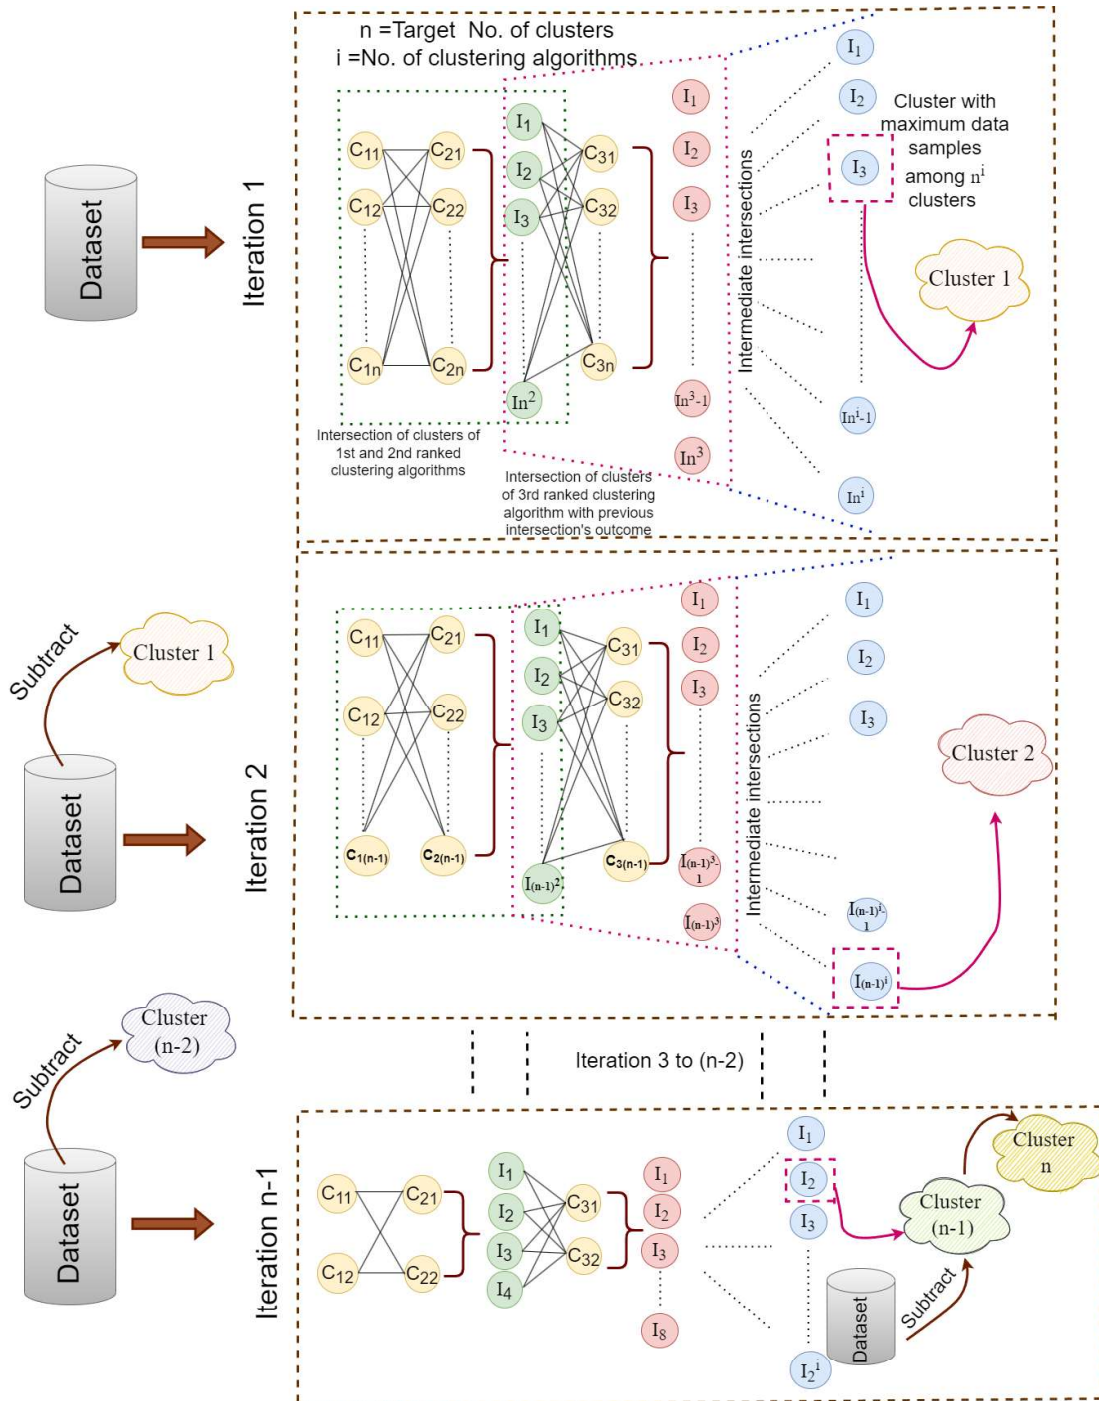 n =Target  No. of clusters
i =No. of clustering algorithms
Dataset
Iteration 1
C11
C12
C1n
C21
C22
C2n
I1
I2
I3
In²
C31
C32
C3n
I1
I2
I3
In³-1
In³
Intermediate intersections
I1
I2
I3
Inⁱ-1
Inⁱ
Cluster with
maximum data
samples
among nⁱ
clusters
Cluster 1
Intersection of clusters of
1st and 2nd ranked
clustering algorithms
Intersection of clusters
of 3rd ranked clustering
algorithm with previous
intersection's outcome
Subtract
Cluster 1
Dataset
Iteration 2
C11
C12
C1(n-1)
C21
C22
C2(n-1)
I1
I2
I3
I(n-1)²
C31
C32
C3(n-1)
I1
I2
I3
I(n-1)³-
1
I(n-1)³
Intermediate intersections
I1
I2
I3
I(n-1)ⁱ-
1
I(n-1)ⁱ
Cluster 2
Iteration 3 to (n-2)
Subtract
Cluster
(n-2)
Dataset
Iteration n-1
C11
C12
C21
C22
I1
I2
I3
I4
C31
C32
I1
I2
I3
I8
I1
I2
I3
I2ⁱ
Cluster
n
Cluster
(n-1)
Subtract
Dataset